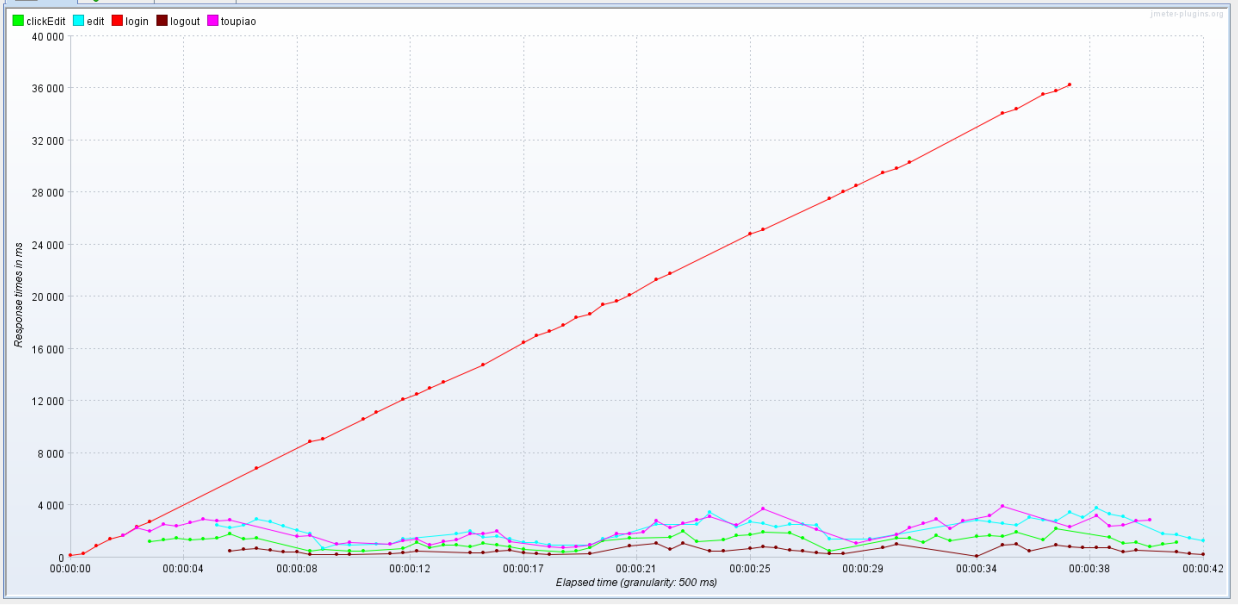 jmeter-plugins.org
clickEdit edit login logout toupiao
40 000
36 000
32 000
28 000
24 000
20 000
16 000
12 000
8 000
4 000
0
Response times in ms
00:00:00 00:00:04 00:00:08 00:00:12 00:00:17 00:00:21 00:00:25 00:00:29 00:00:34 00:00:38 00:00:42
Elapsed time (granularity: 500 ms)